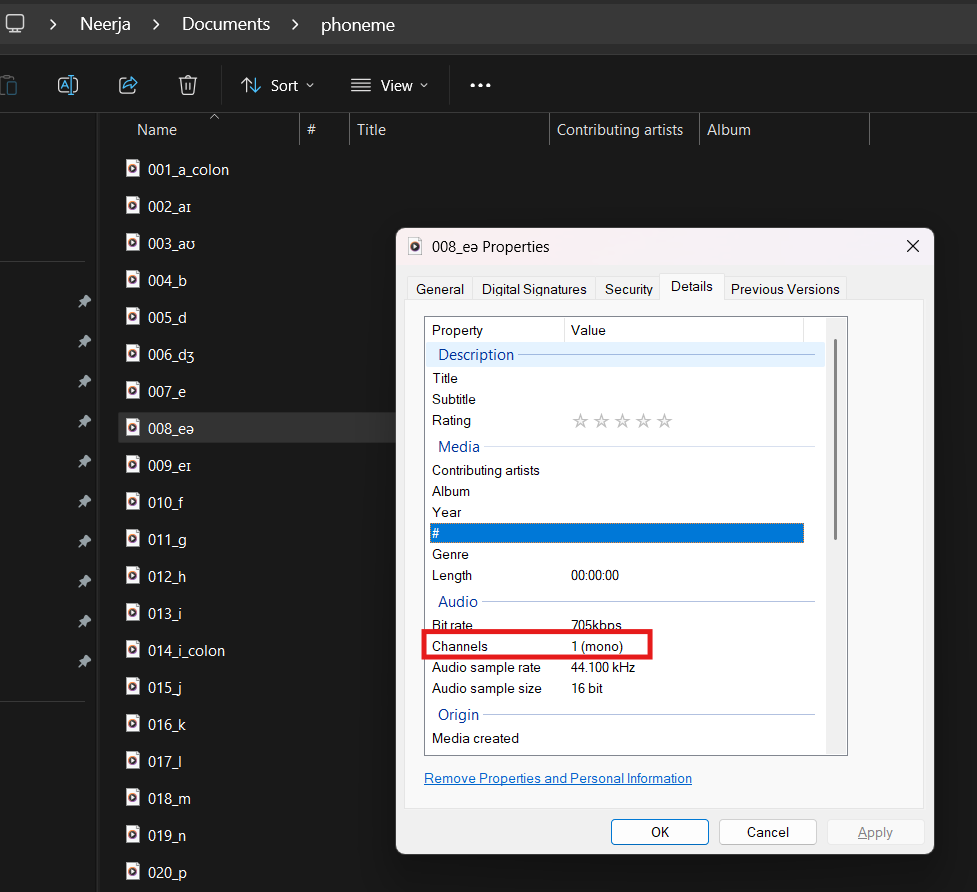 Neerja > Documents > phoneme
Sort View
Name # Title Contributing artists Album
001_a_colon
002_aɪ
003_aʊ
004_b
005_d
006_dʒ
007_e
008_eə
009_eɪ
010_f
011_g
012_h
013_i
014_i_colon
015_j
016_k
017_l
018_m
019_n
020_p
008_eə Properties
General Digital Signatures Security Details Previous Versions
Property Value
Description
Title
Subtitle
Rating
Media
Contributing artists
Album
Year
#
Genre
Length 00:00:00
Audio
Bit rate 705kbps
Channels 1 (mono)
Audio sample rate 44.100 kHz
Audio sample size 16 bit
Origin
Media created
Remove Properties and Personal Information
OK Cancel Apply